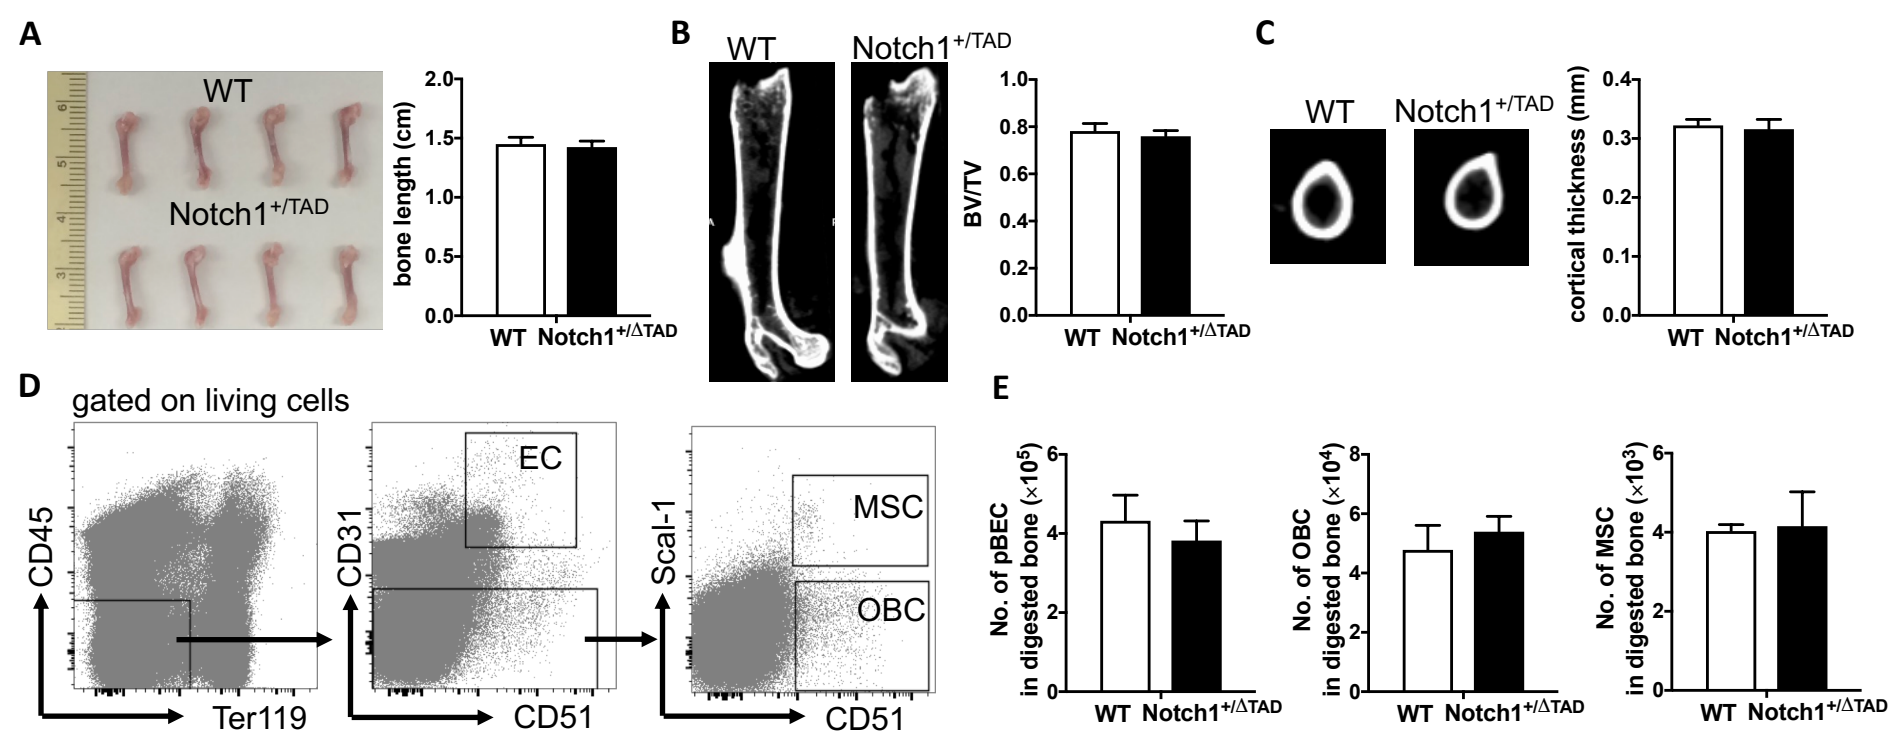 A
WT
Notch1+/TAD
6
5
4
3
bone length (cm)
2.0
1.5
1.0
0.5
0.0
WT Notch1+/ΔTAD
B
WT Notch1+/TAD
A
BV/TV
1.0
0.8
0.6
0.4
0.2
0.0
WT Notch1+/ΔTAD
C
WT Notch1+/TAD
cortical thickness (mm)
0.4
0.3
0.2
0.1
0.0
WT Notch1+/ΔTAD
D
gated on living cells
CD45
Ter119
EC
CD31
CD51
MSC
OBC
Scal-1
CD51
E
No. of pBEC
in digested bone (×10⁵)
6
4
2
0
WT Notch1+/ΔTAD
No. of OBC
in digested bone (×10⁴)
8
6
4
2
0
WT Notch1+/ΔTAD
No. of MSC
in digested bone (×10³)
6
4
2
0
WT Notch1+/ΔTAD